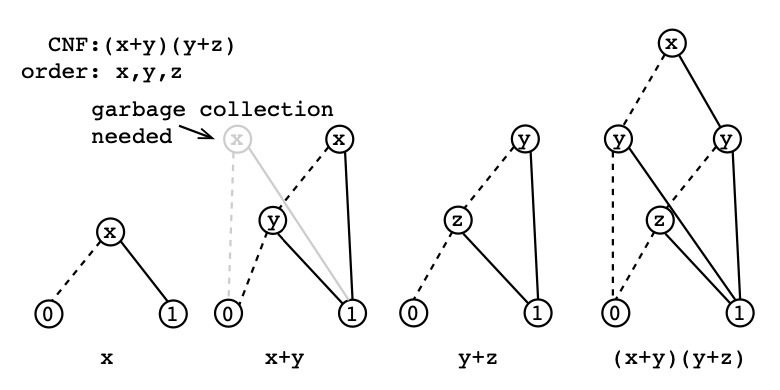 CNF:(x+y)(y+z)
order: x,y,z
garbage collection
needed
x
x
x
y
0
1
x
y
0
1
x+y
y
z
0
1
y+z
x
y
y
z
0
1
(x+y)(y+z)